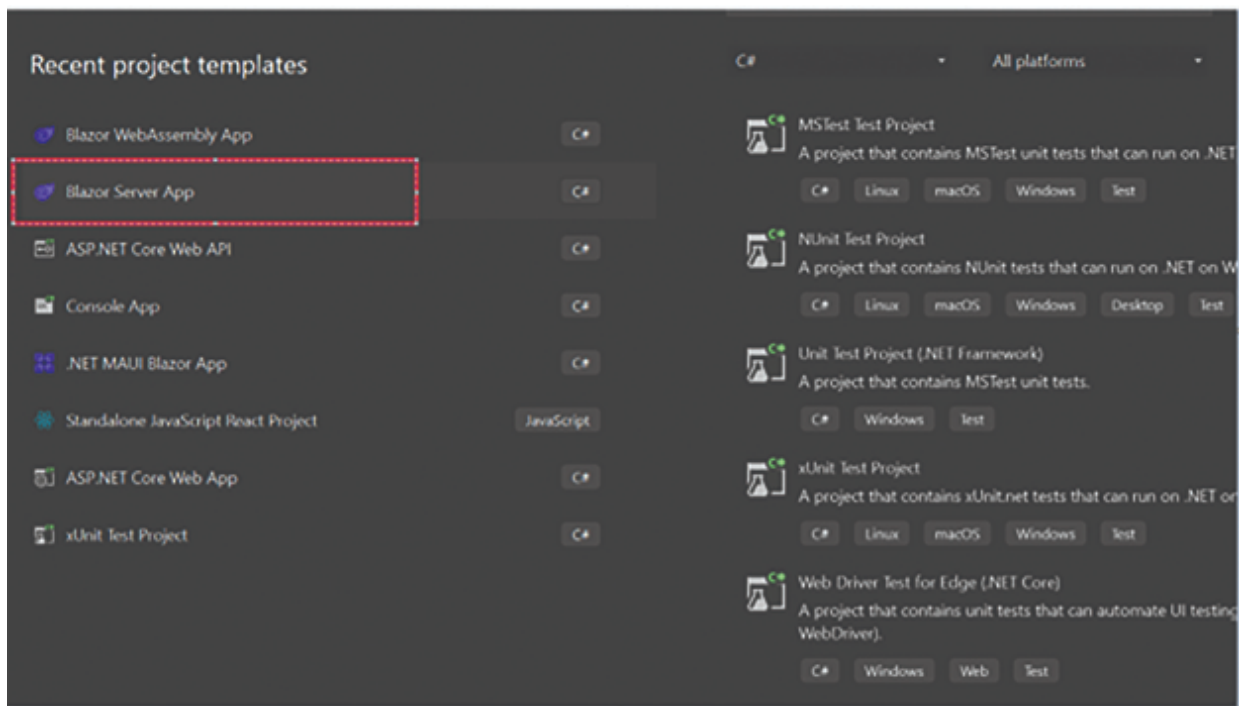 Recent project templates
Blazor WebAssembly App C#
Blazor Server App C#
ASP.NET Core Web API C#
Console App C#
.NET MAUI Blazor App C#
Standalone JavaScript React Project JavaScript
ASP.NET Core Web App C#
xUnit Test Project C#
C# All platforms
MSTest Test Project
A project that contains MSTest unit tests that can run on .NET
C# Linux macOS Windows Test
NUnit Test Project
A project that contains NUnit tests that can run on .NET on W
C# Linux macOS Windows Desktop Test
Unit Test Project (.NET Framework)
A project that contains MSTest unit tests.
C# Windows Test
xUnit Test Project
A project that contains xUnit.net tests that can run on .NET or
C# Linux macOS Windows Test
Web Driver Test for Edge (.NET Core)
A project that contains unit tests that can automate UI testing
WebDriver).
C# Windows Web Test